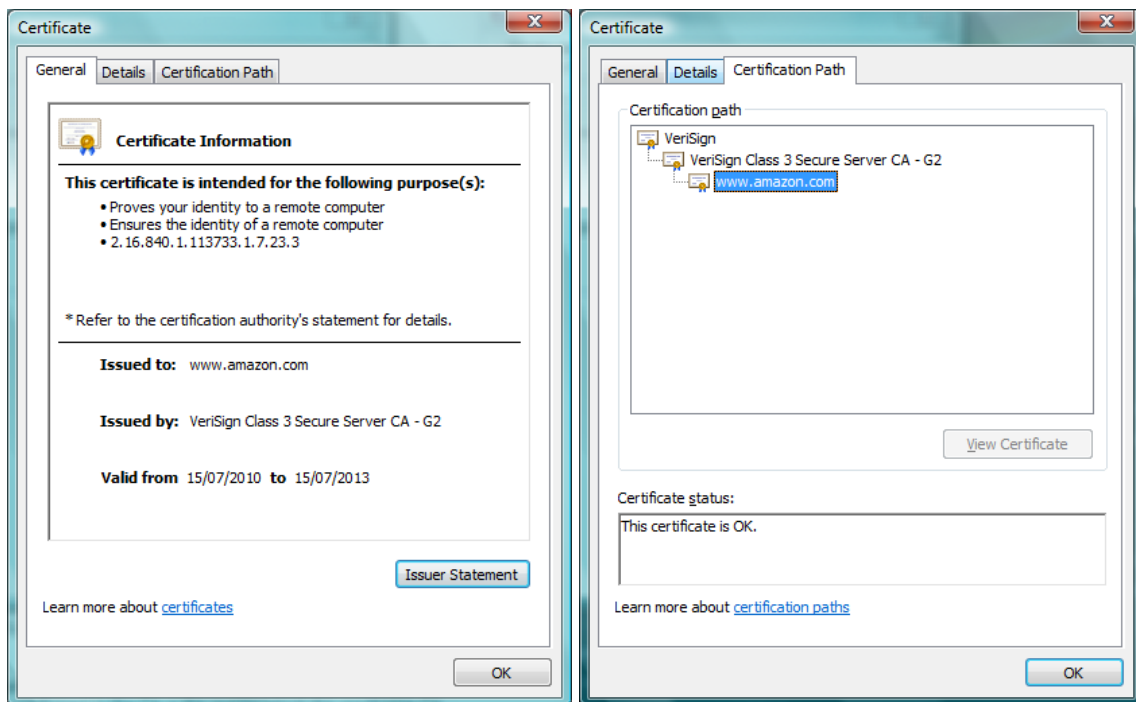 Certificate
General Details Certification Path
Certificate Information
This certificate is intended for the following purpose(s):
• Proves your identity to a remote computer
• Ensures the identity of a remote computer
• 2.16.840.1.113733.1.7.23.3
* Refer to the certification authority's statement for details.
Issued to: www.amazon.com
Issued by: VeriSign Class 3 Secure Server CA - G2
Valid from 15/07/2010 to 15/07/2013
Issuer Statement
Learn more about certificates
OK
Certificate
General Details Certification Path
Certification path
VeriSign
VeriSign Class 3 Secure Server CA - G2
www.amazon.com
View Certificate
Certificate status:
This certificate is OK.
Learn more about certification paths
OK